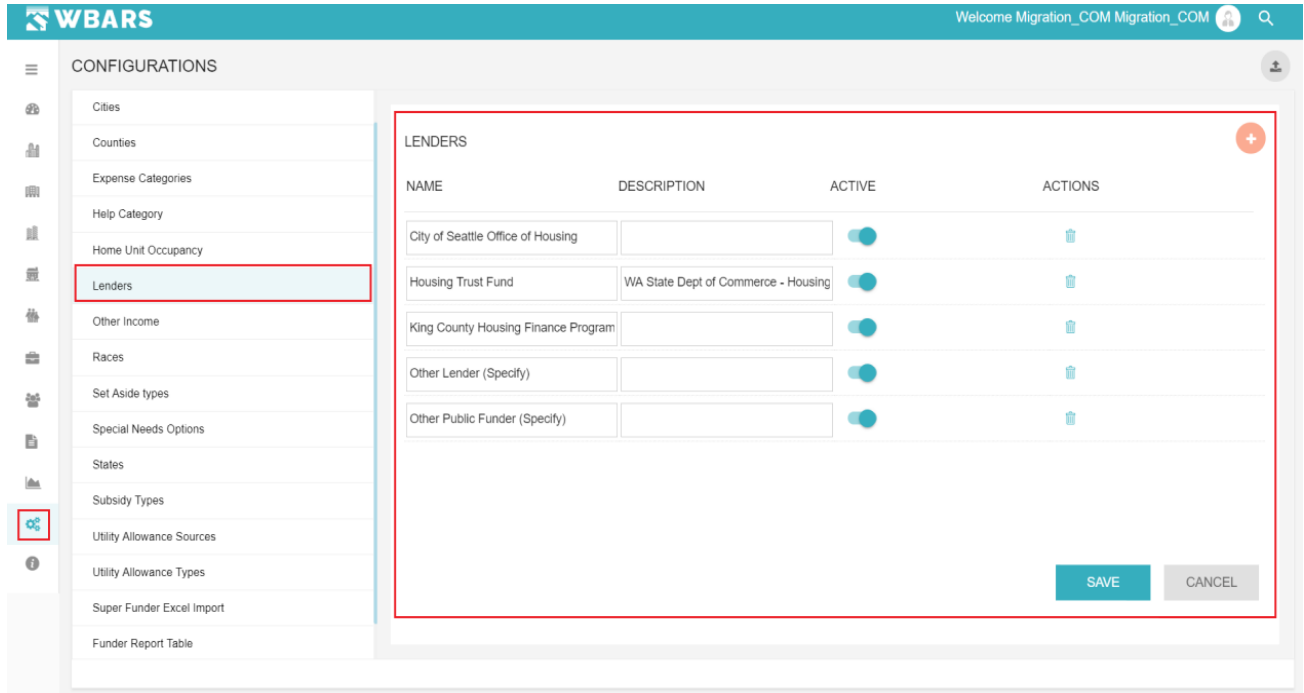 WBARS
Welcome Migration_COM Migration_COM
CONFIGURATIONS
Cities
Counties
Expense Categories
Help Category
Home Unit Occupancy
Lenders
Other Income
Races
Set Aside types
Special Needs Options
States
Subsidy Types
Utility Allowance Sources
Utility Allowance Types
Super Funder Excel Import
Funder Report Table
LENDERS
NAME DESCRIPTION ACTIVE ACTIONS
City of Seattle Office of Housing
Housing Trust Fund WA State Dept of Commerce - Housing
King County Housing Finance Program
Other Lender (Specify)
Other Public Funder (Specify)
SAVE CANCEL